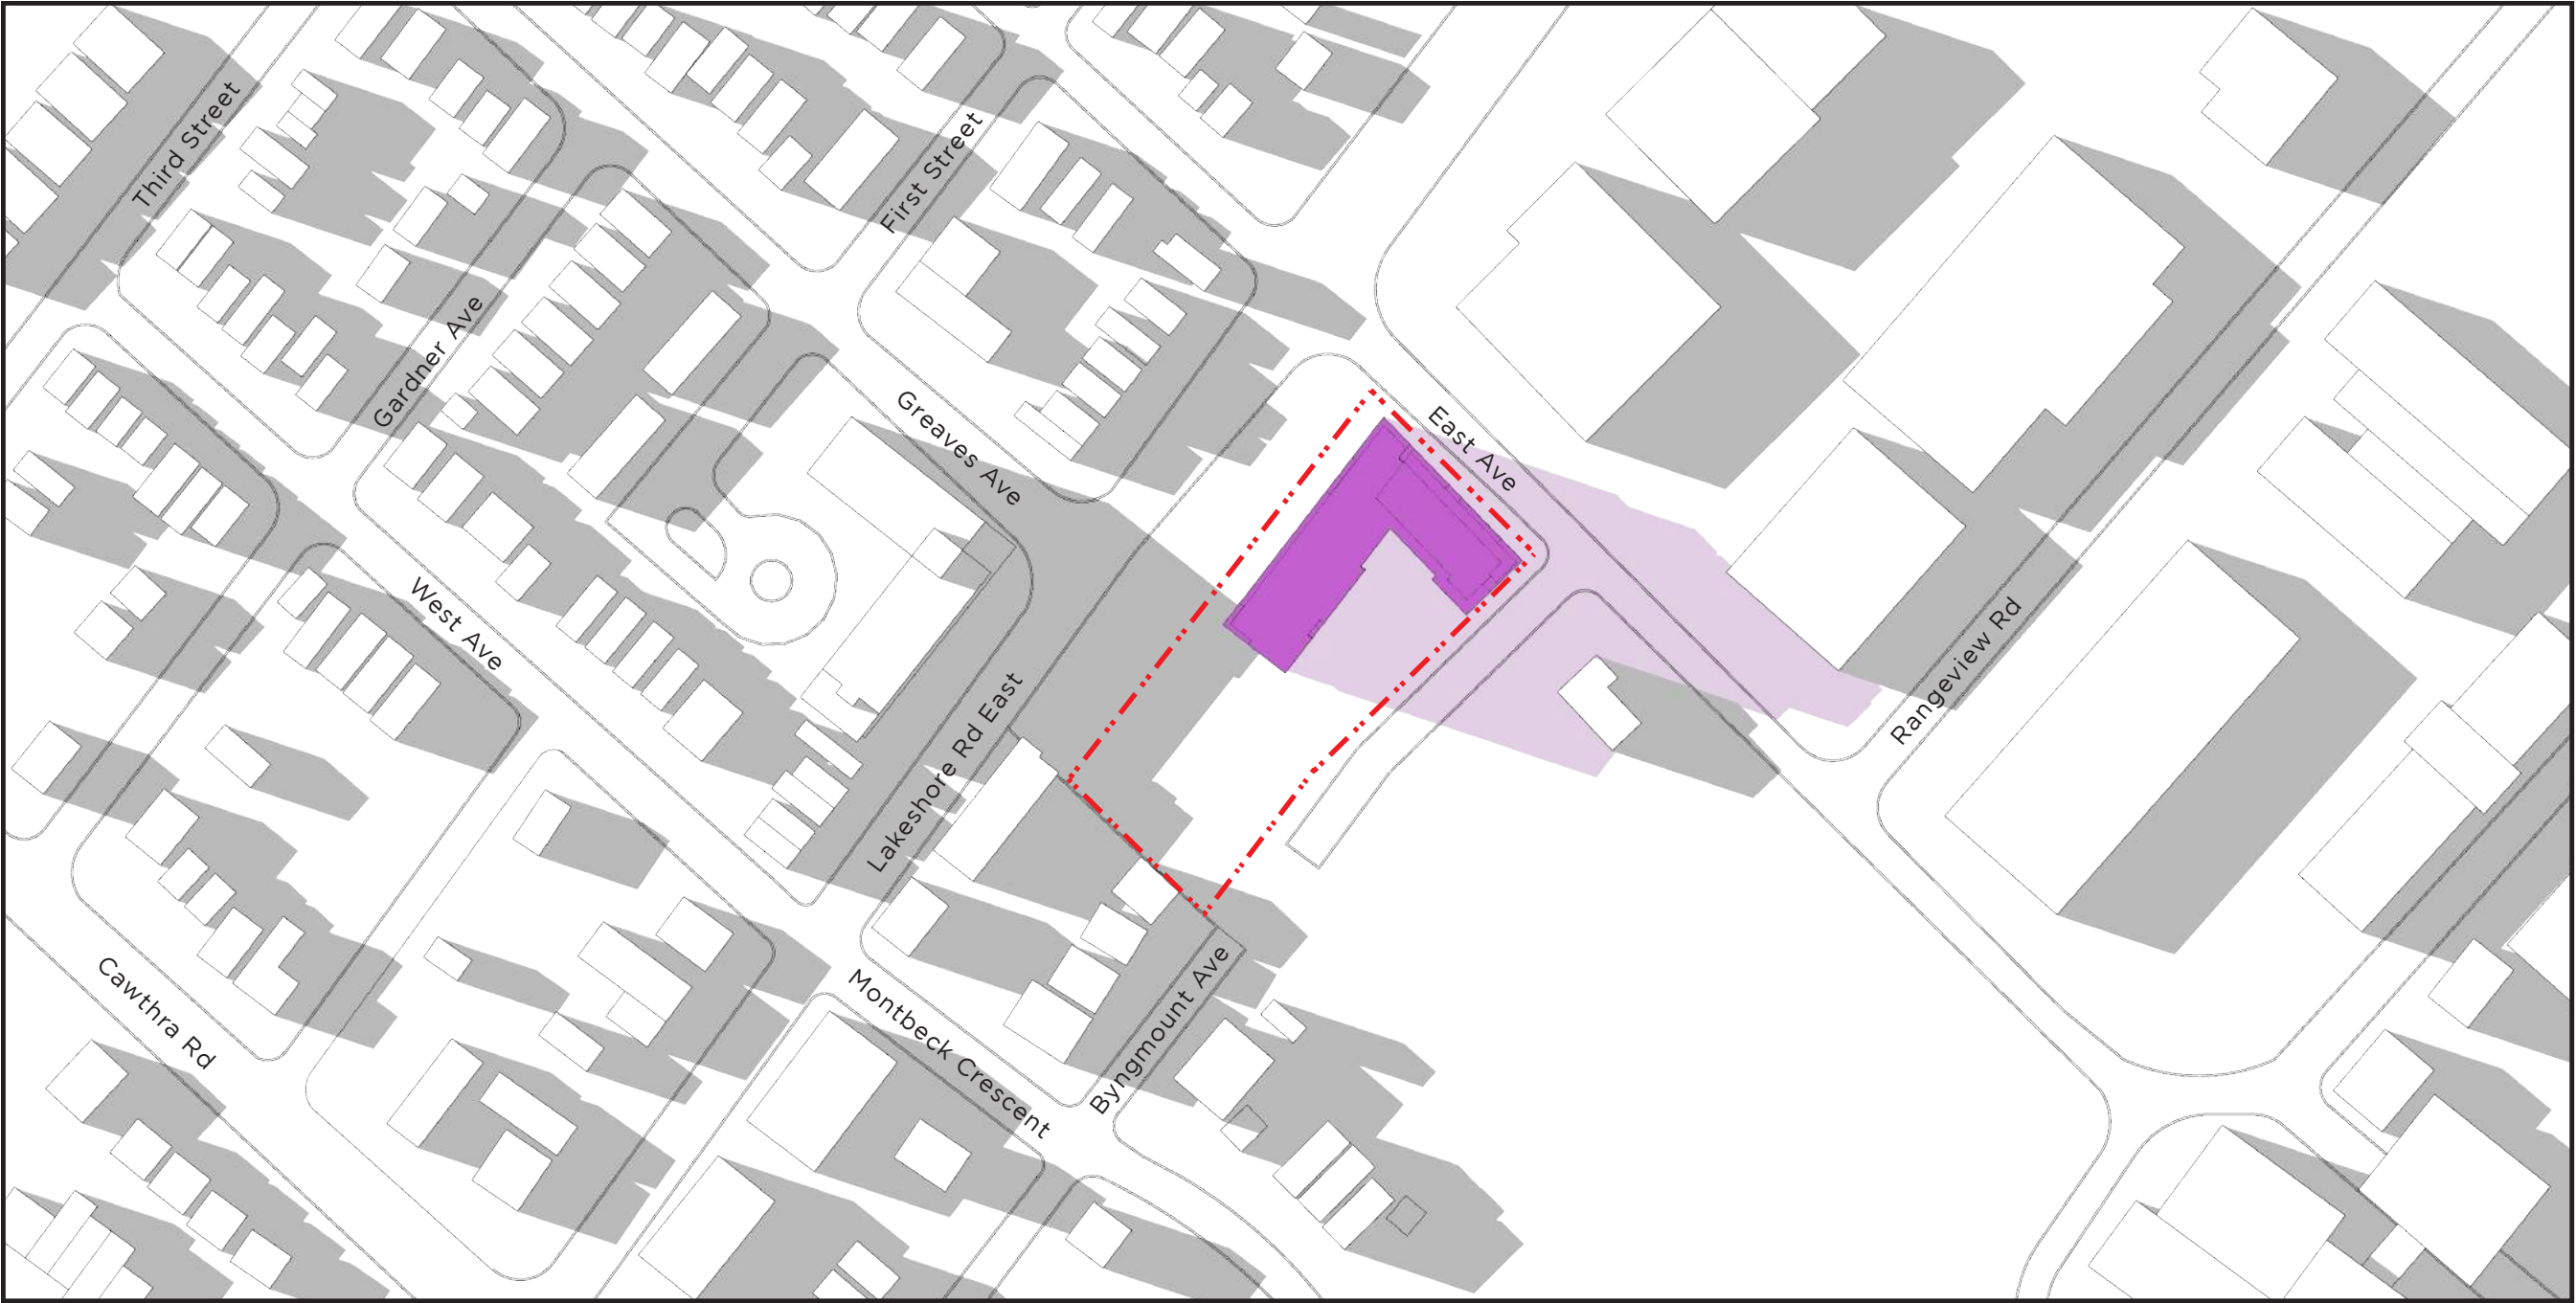 Third Street
First Street
Gardner Ave
Greaves Ave
East Ave
West Ave
Rangeview Rd
Lakeshore Rd East
Cawthra Rd
Montbeck Crescent
Byngmount Ave